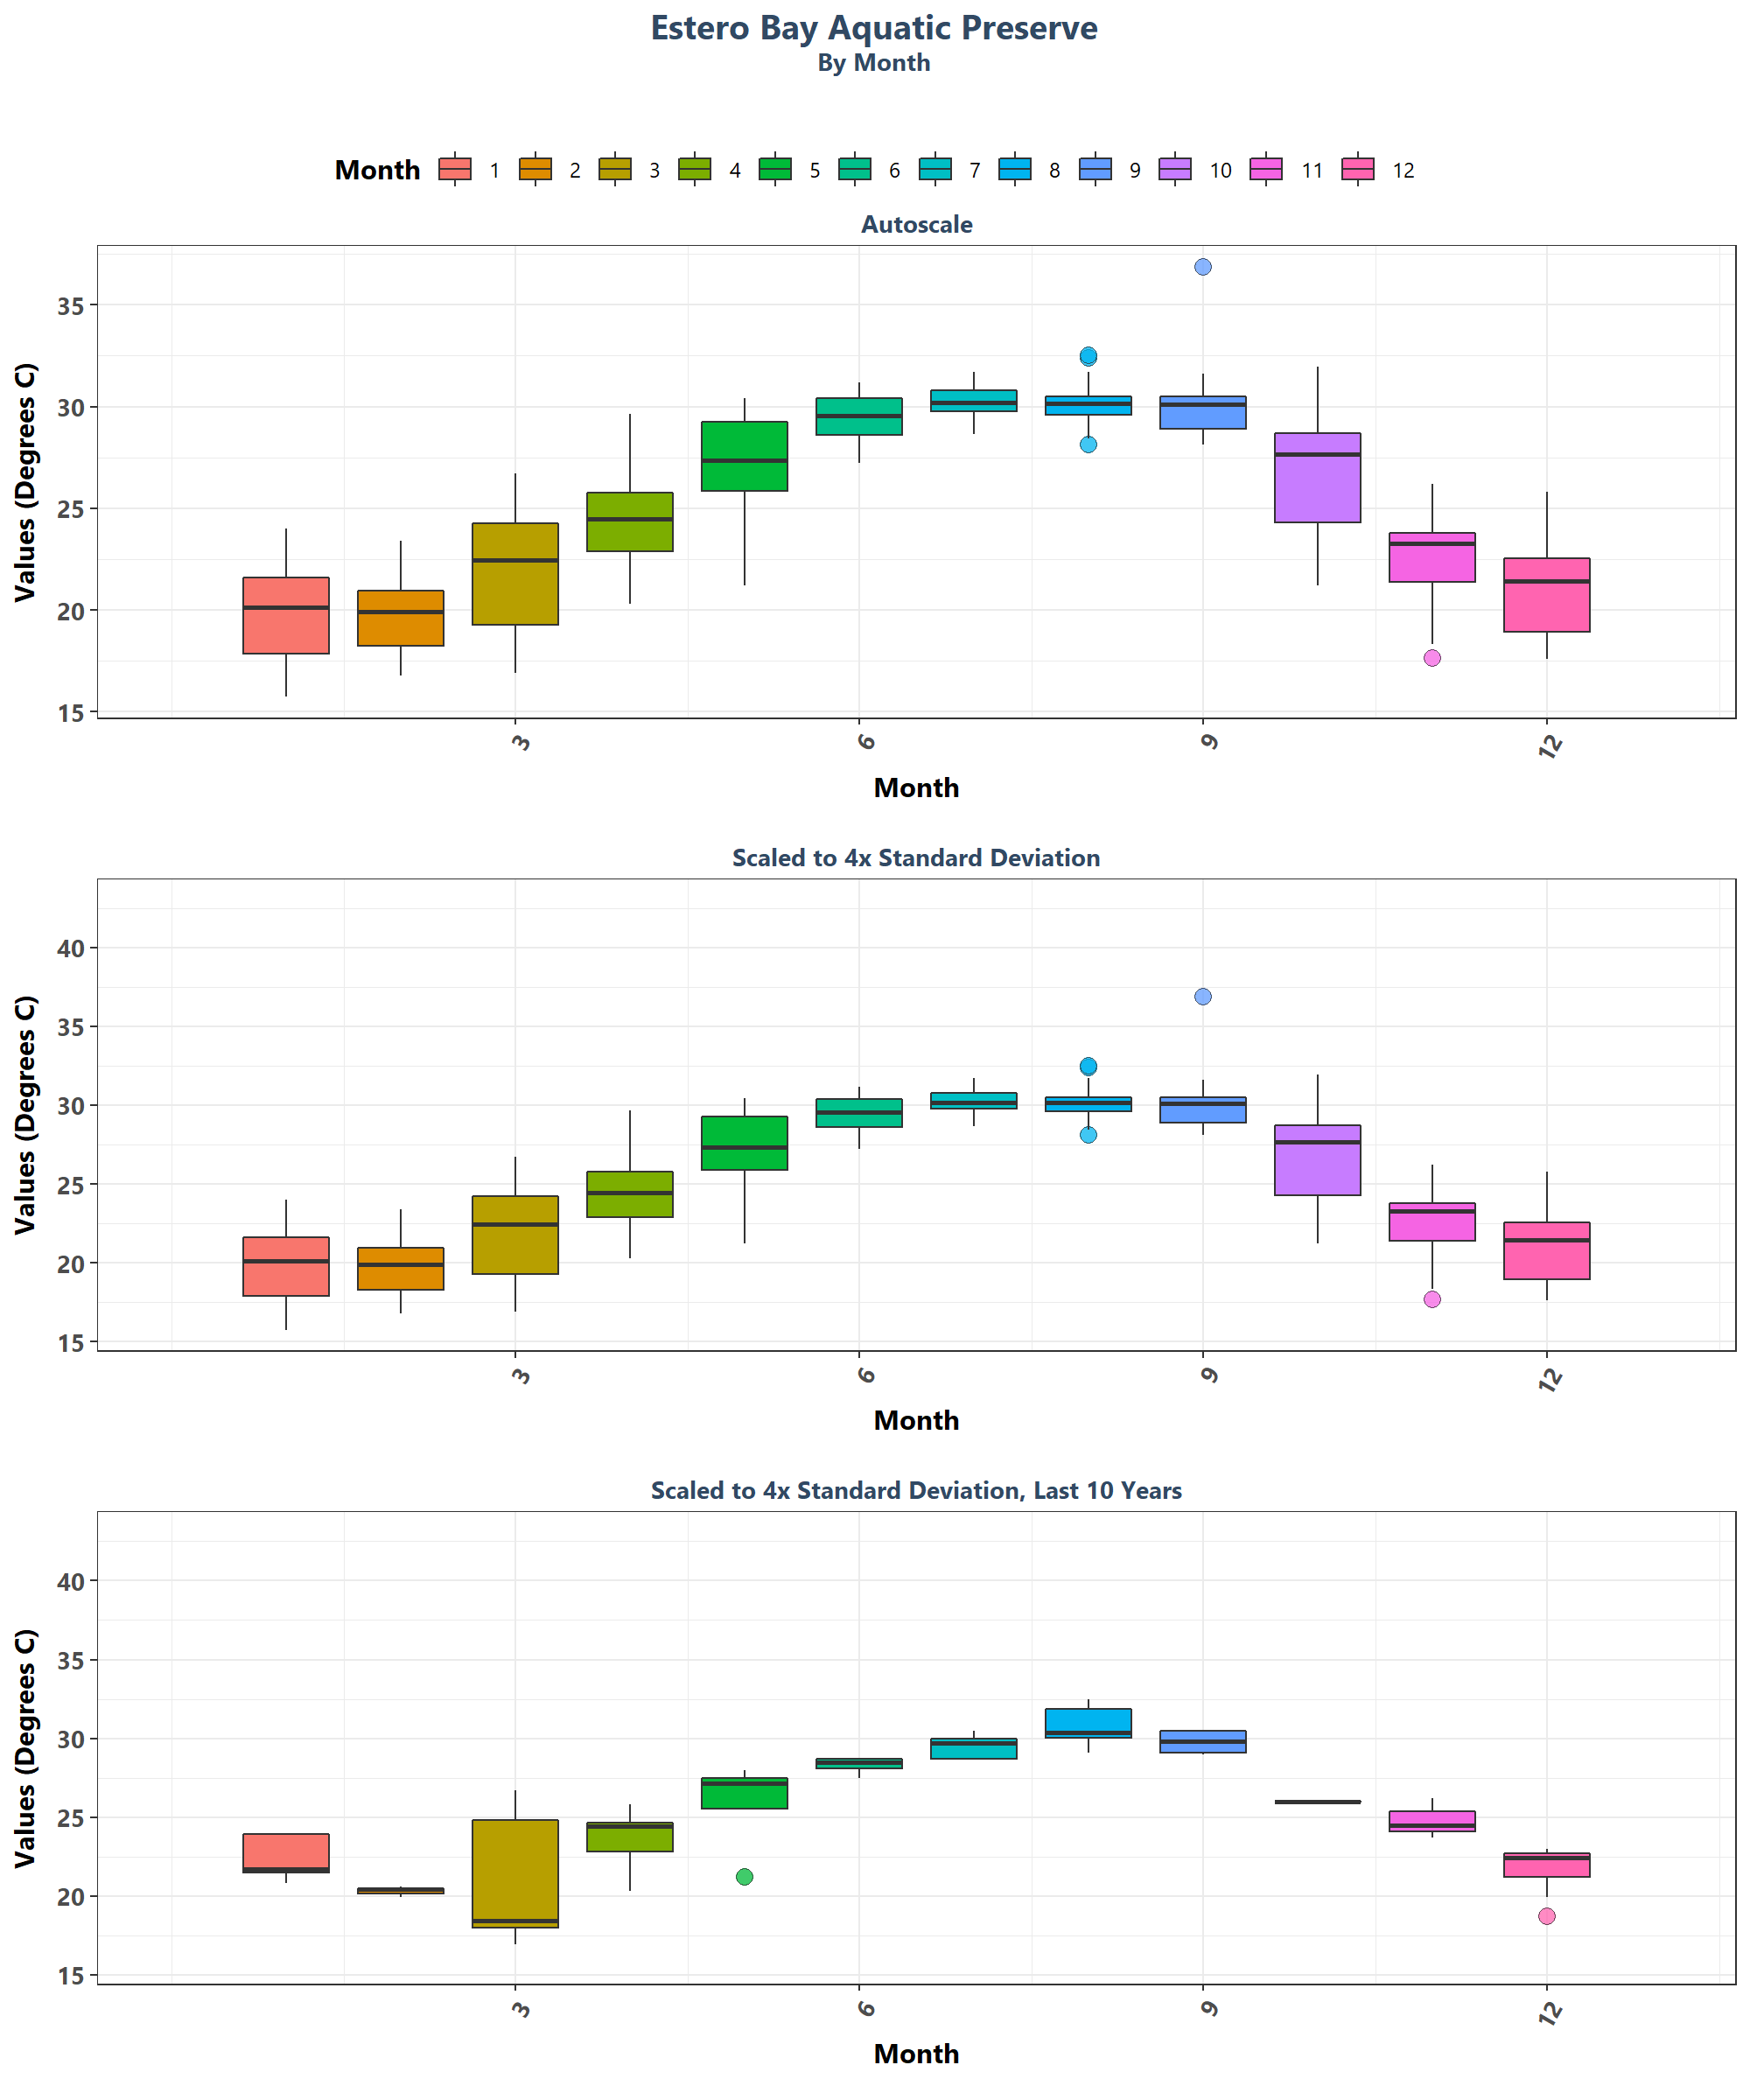 Estero Bay Aquatic Preserve
By Month
Month 1 2 3 4 5 6 7 8 9 10 11 12
Autoscale
Values (Degrees C)
35
30
25
20
15
3 6 9 12
Month
Scaled to 4x Standard Deviation
Values (Degrees C)
40
35
30
25
20
15
3 6 9 12
Month
Scaled to 4x Standard Deviation, Last 10 Years
Values (Degrees C)
40
35
30
25
20
15
3 6 9 12
Month